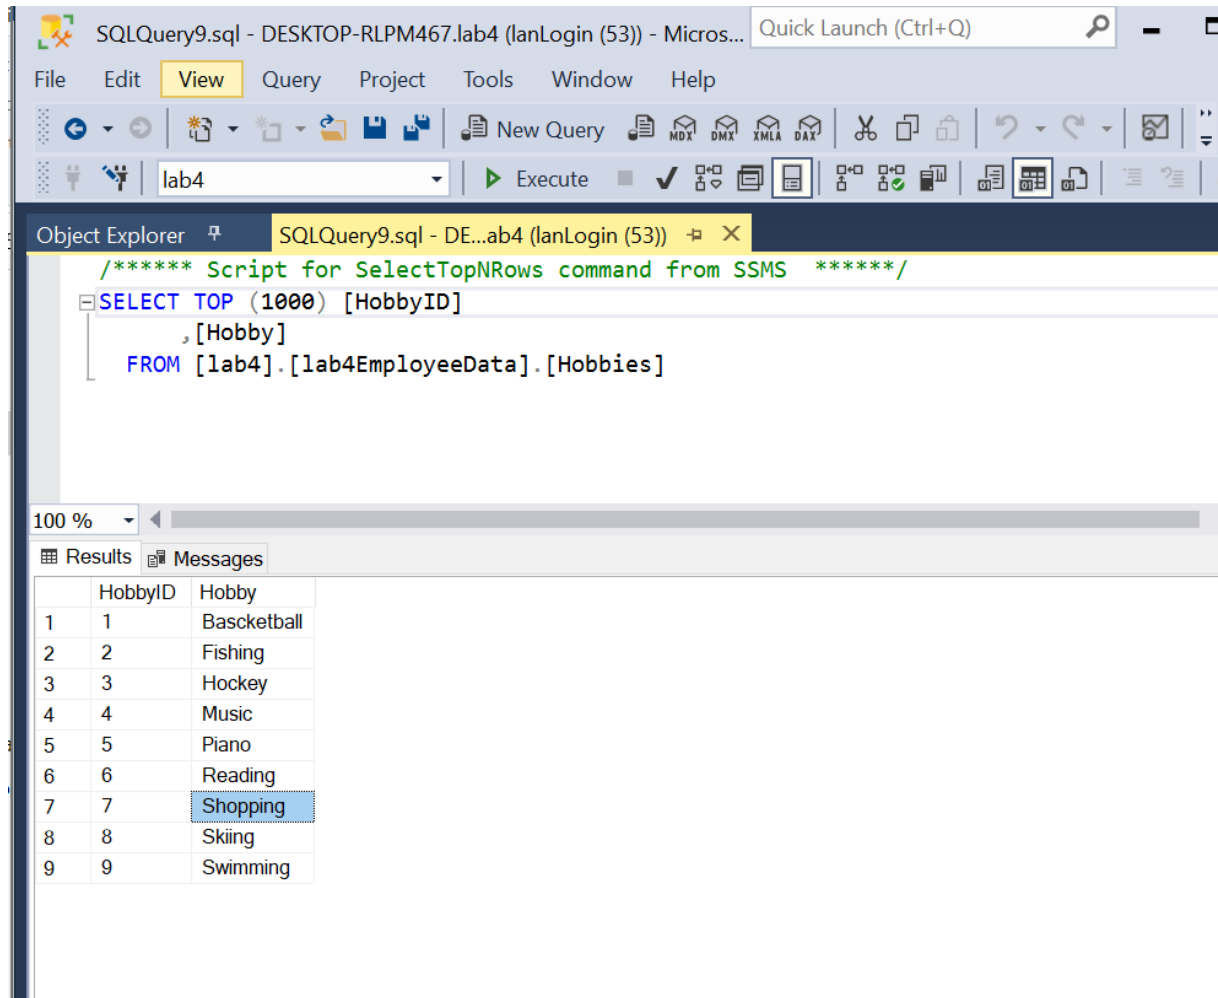 SQLQuery9.sql - DESKTOP-RLPM467.lab4 (lanLogin (53)) - Micros...
Quick Launch (Ctrl+Q)
File Edit View Query Project Tools Window Help
New Query MDX DMX XMLA DAX
lab4 Execute
Object Explorer SQLQuery9.sql - DE...ab4 (lanLogin (53))
/****** Script for SelectTopNRows command from SSMS ******/
SELECT TOP (1000) [HobbyID]
,[Hobby]
FROM [lab4].[lab4EmployeeData].[Hobbies]
100 %
Results Messages
HobbyID Hobby
1 1 Bascketball
2 2 Fishing
3 3 Hockey
4 4 Music
5 5 Piano
6 6 Reading
7 7 Shopping
8 8 Skiing
9 9 Swimming